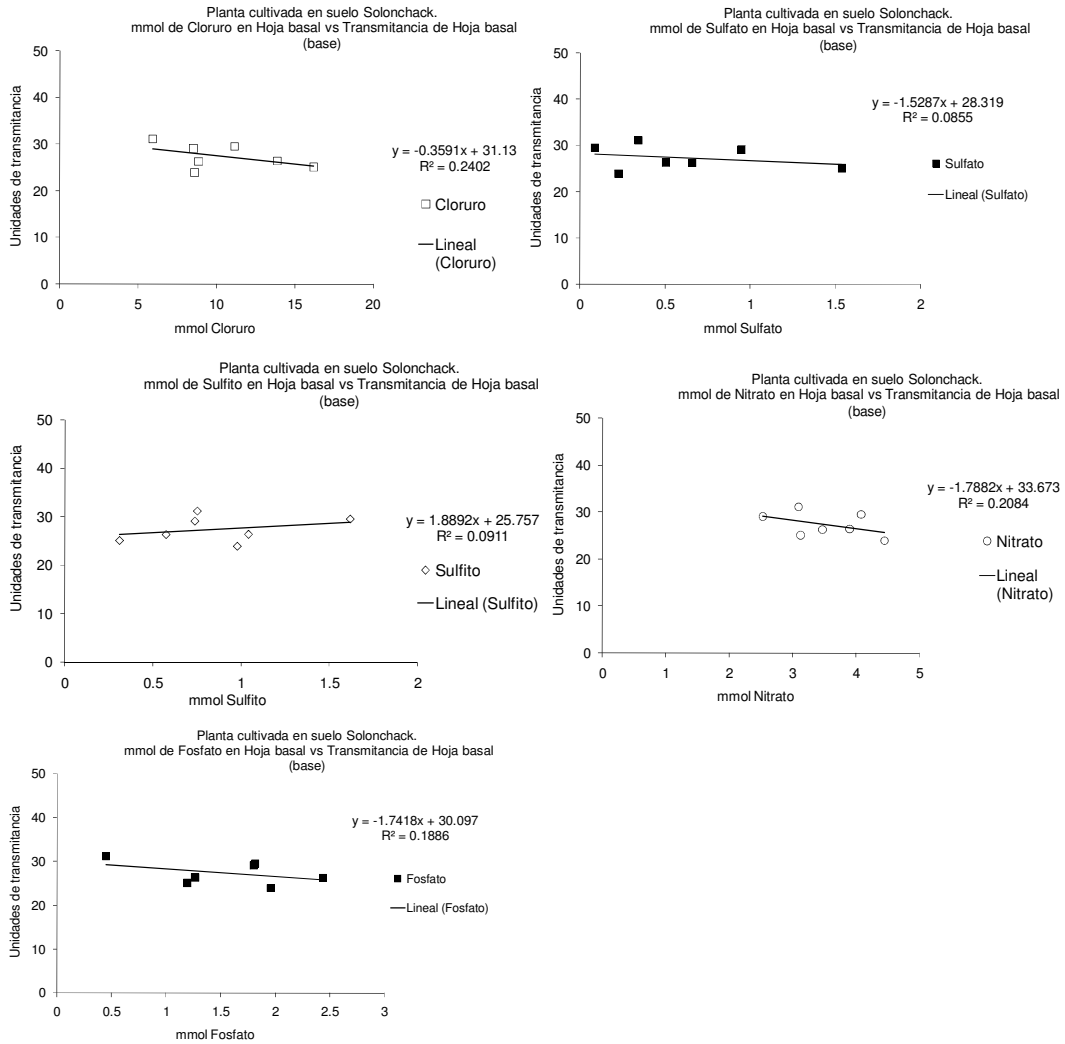 Planta cultivada en suelo Solonchack.
mmol de Cloruro en Hoja basal vs Transmitancia de Hoja basal
(base)
50
40
30
20
10
0
Unidades de transmitancia
y = -0.3591x + 31.13
R² = 0.2402
Cloruro
Lineal
(Cloruro)
0 5 10 15 20
mmol Cloruro
Planta cultivada en suelo Solonchack.
mmol de Sulfato en Hoja basal vs Transmitancia de Hoja basal
(base)
50
40
30
20
10
0
Unidades de transmitancia
y = -1.5287x + 28.319
R² = 0.0855
Sulfato
Lineal (Sulfato)
0 0.5 1 1.5 2
mmol Sulfato
Planta cultivada en suelo Solonchack.
mmol de Sulfito en Hoja basal vs Transmitancia de Hoja basal
(base)
50
40
30
20
10
0
Unidades de transmitancia
y = 1.8892x + 25.757
R² = 0.0911
Sulfito
Lineal (Sulfito)
0 0.5 1 1.5 2
mmol Sulfito
Planta cultivada en suelo Solonchack.
mmol de Nitrato en Hoja basal vs Transmitancia de Hoja basal
(base)
50
40
30
20
10
0
Unidades de transmitancia
y = -1.7882x + 33.673
R² = 0.2084
Nitrato
Lineal
(Nitrato)
0 1 2 3 4 5
mmol Nitrato
Planta cultivada en suelo Solonchack.
mmol de Fosfato en Hoja basal vs Transmitancia de Hoja basal
(base)
50
40
30
20
10
0
Unidades de transmitancia
y = -1.7418x + 30.097
R² = 0.1886
Fosfato
Lineal (Fosfato)
0 0.5 1 1.5 2 2.5 3
mmol Fosfato